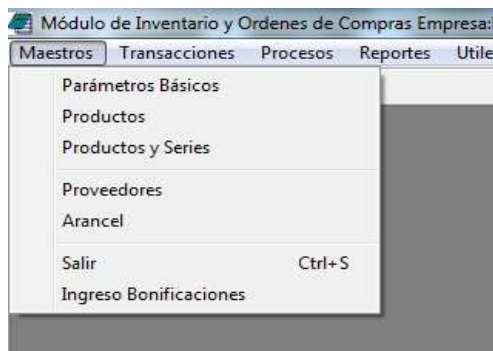 Módulo de Inventario y Ordenes de Compras Empresa:
Maestros Transacciones Procesos Reportes Utile
Parámetros Básicos
Productos
Productos y Series
Proveedores
Arancel
Salir Ctrl+S
Ingreso Bonificaciones